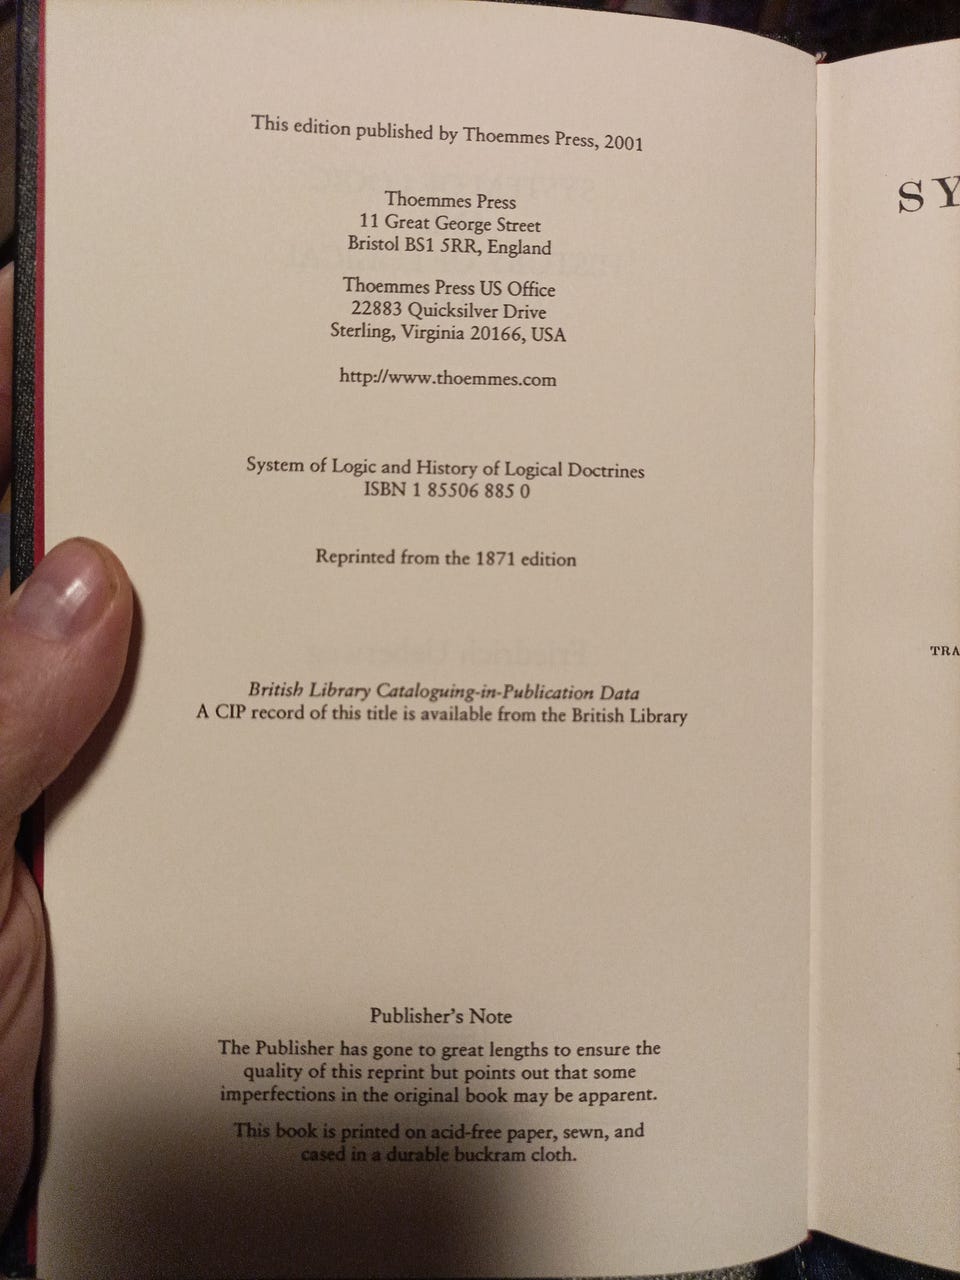 This edition published by Thoemmes Press, 2001
Thoemmes Press
11 Great George Street
Bristol BS1 5RR, England
Thoemmes Press US Office
22883 Quicksilver Drive
Sterling, Virginia 20166, USA
http://www.thoemmes.com
System of Logic and History of Logical Doctrines
ISBN 1 85506 885 0
Reprinted from the 1871 edition
British Library Cataloguing-in-Publication Data
A CIP record of this title is available from the British Library
Publisher's Note
The Publisher has gone to great lengths to ensure the
quality of this reprint but points out that some
imperfections in the original book may be apparent.
This book is printed on acid-free paper, sewn, and
cased in a durable buckram cloth.
SY
TRA